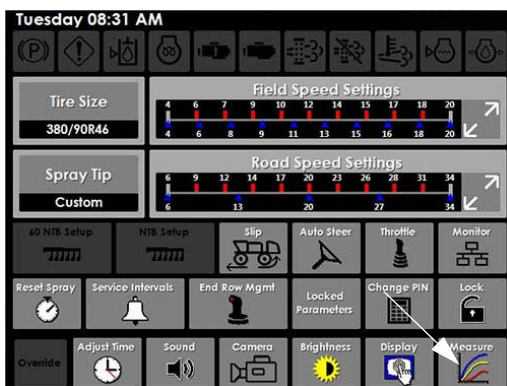 Tuesday 08:31 AM
Tire Size
380/90R46
Field Speed Settings
4 6 7 9 10 12 14 15 17 18 20
4 6 8 9 11 13 15 16 18 20
Spray Tip
Custom
Road Speed Settings
6 9 12 14 17 20 23 26 28 31 34
6 13 20 27 34
60 NTB Setup
NTB Setup
Slip
Auto Steer
Throttle
Monitor
Reset Spray
Service Intervals
End Row Mgmt
Locked
Parameters
Change PIN
Lock
Override
Adjust Time
Sound
Camera
Brightness
Display
Measure